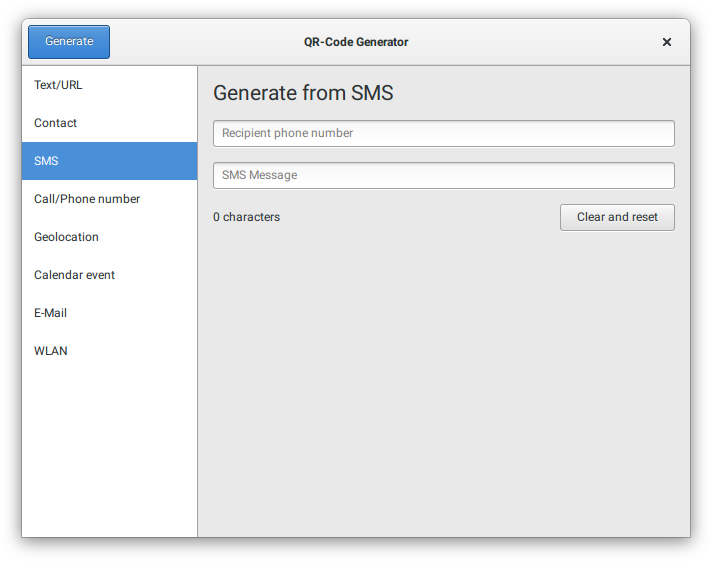 Generate
QR-Code Generator
Text/URL
Contact
SMS
Call/Phone number
Geolocation
Calendar event
E-Mail
WLAN
Generate from SMS
Recipient phone number
SMS Message
0 characters
Clear and reset